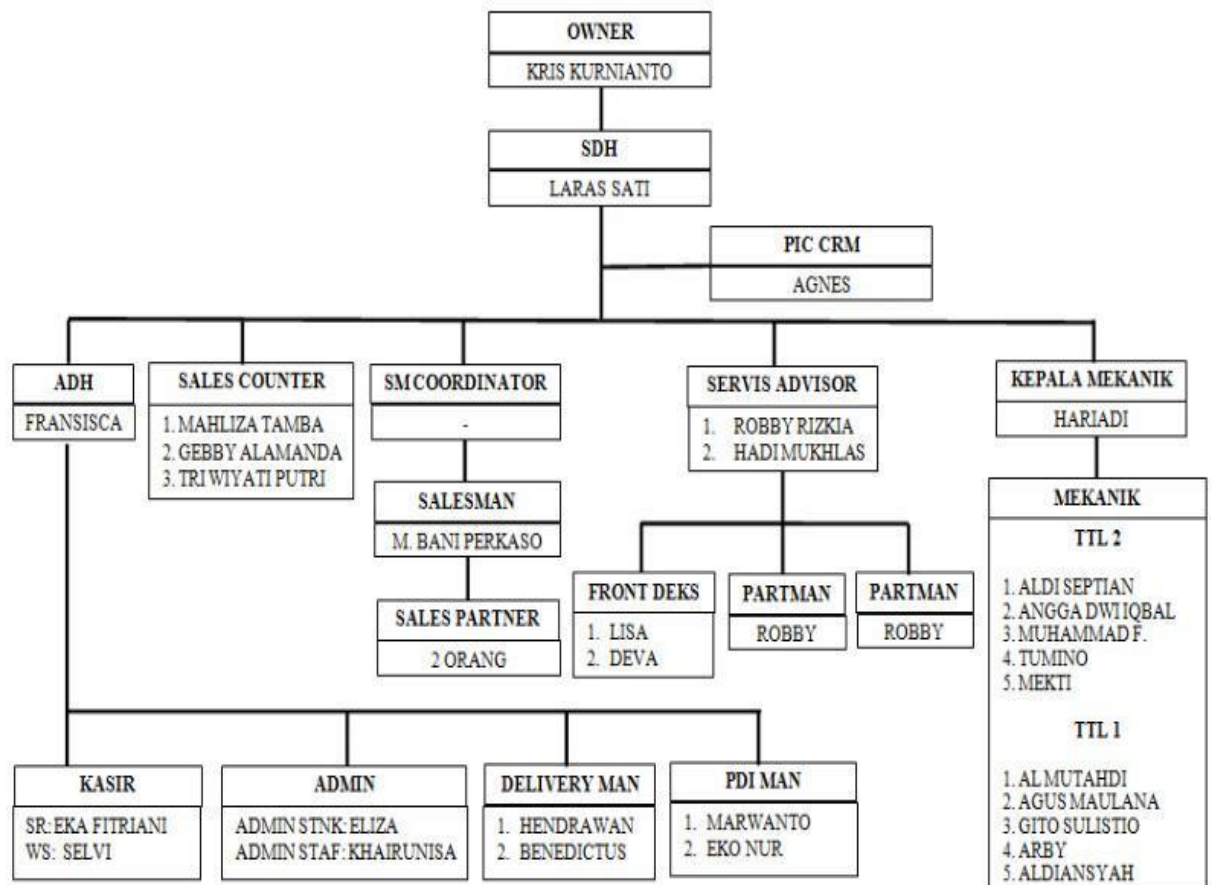 OWNER
KRIS KURNIANTO
SDH
LARAS SATI
PIC CRM
AGNES
ADH
FRANSISCA
SALES COUNTER
1. MAHLIZA TAMBA
2. GEBBY ALAMANDA
3. TRI WIYATI PUTRI
SM COORDINATOR
-
SALESMAN
M. BANI PERKASO
SALES PARTNER
2 ORANG
SERVIS ADVISOR
1. ROBBY RIZKIA
2. HADI MUKHLAS
FRONT DEKS
1. LISA
2. DEVA
PARTMAN
ROBBY
PARTMAN
ROBBY
KEPALA MEKANIK
HARIADI
MEKANIK
TTL 2
1. ALDI SEPTIAN
2. ANGGA DWI IQBAL
3. MUHAMMAD F.
4. TUMINO
5. MEKTI
TTL 1
1. AL MUTAHDI
2. AGUS MAULANA
3. GITO SULISTIO
4. ARBY
5. ALDIANSYAH
KASIR
SR: EKA FITRIANI
WS: SELVI
ADMIN
ADMIN STNK: ELIZA
ADMIN STAF: KHAIRUNISA
DELIVERY MAN
1. HENDRAWAN
2. BENEDICTUS
PDI MAN
1. MARWANTO
2. EKO NUR